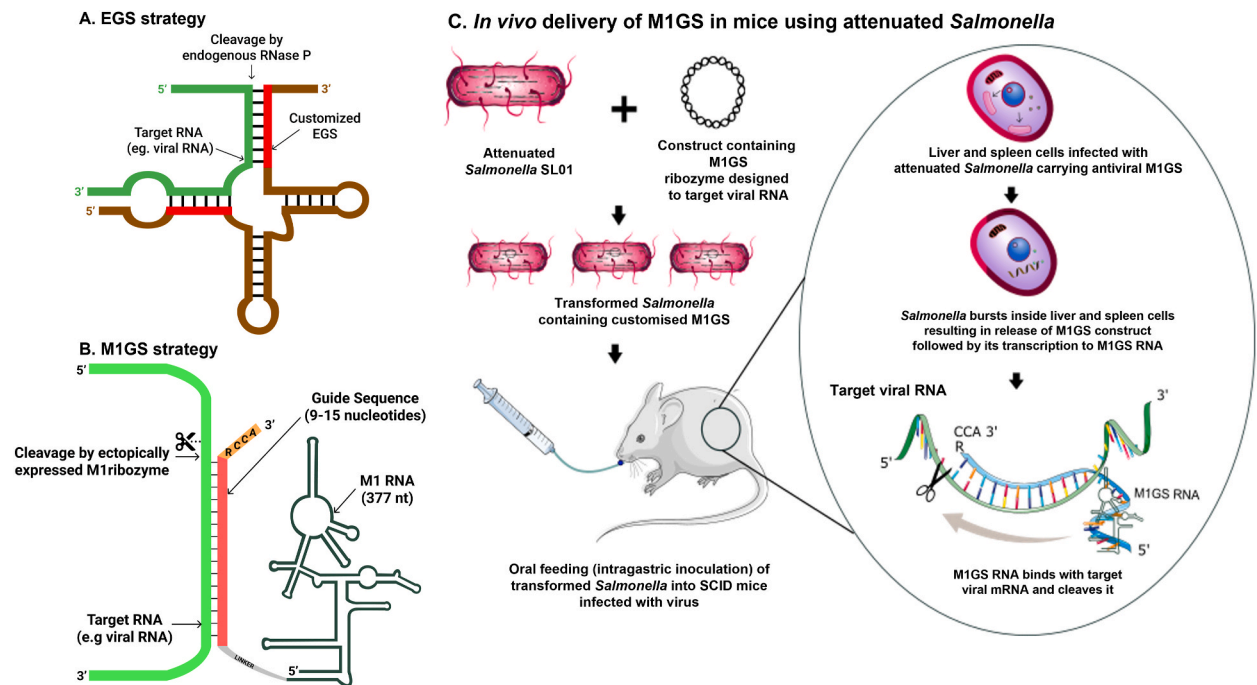 A. EGS strategy
Cleavage by
endogenous RNase P
5′
3′
Customized
EGS
Target RNA
(eg. viral RNA)
3′
5′
B. M1GS strategy
5′
Guide Sequence
(9-15 nucleotides)
3′
R C C A
Cleavage by ectopically
expressed M1ribozyme
M1 RNA
(377 nt)
Target RNA
(e.g viral RNA)
LINKER
5′
3′
C. In vivo delivery of M1GS in mice using attenuated Salmonella
Attenuated
Salmonella SL01
+
Construct containing
M1GS
ribozyme designed
to target viral RNA
Transformed Salmonella
containing customised M1GS
Oral feeding (intragastric inoculation) of
transformed Salmonella into SCID mice
infected with virus
Liver and spleen cells infected with
attenuated Salmonella carrying antiviral M1GS
Salmonella bursts inside liver and spleen cells
resulting in release of M1GS construct
followed by its transcription to M1GS RNA
Target viral RNA
3'
CCA 3'
R
5'
M1GS RNA
5'
M1GS RNA binds with target
viral mRNA and cleaves it